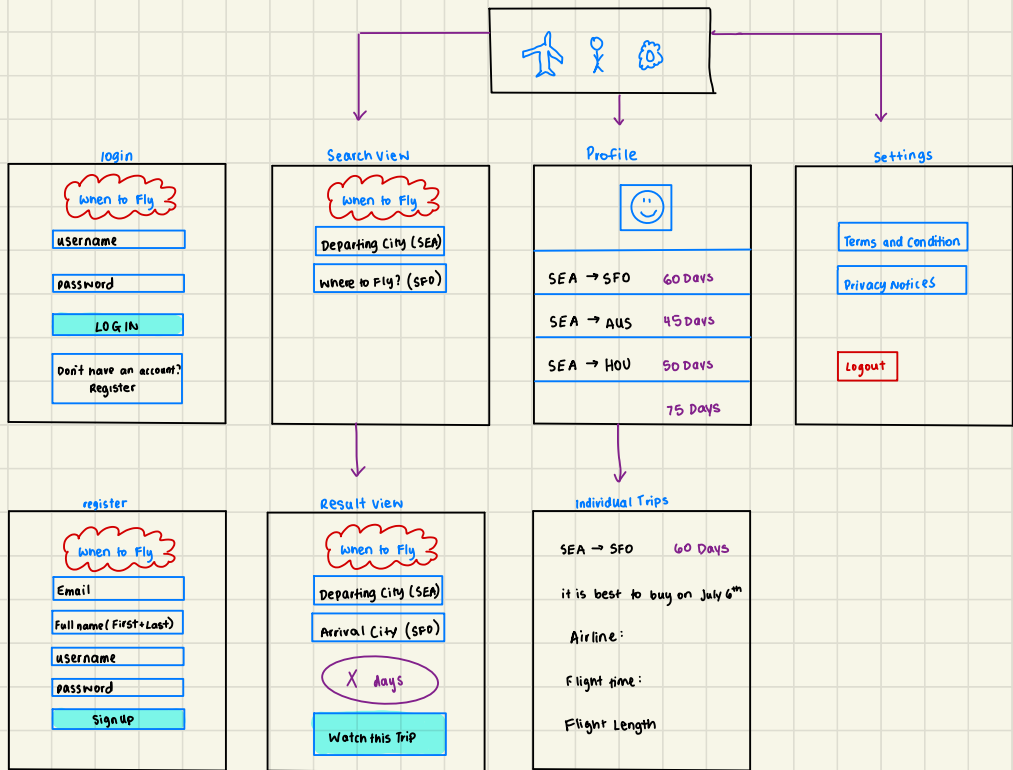 login
When to Fly
username
password
LOGIN
Don't have an account?
Register
Search View
When to Fly
Departing City (SEA)
Where to Fly? (SFO)
Profile
SEA → SFO 60 Days
SEA → AUS 45 Days
SEA → HOU 50 Days
75 Days
Settings
Terms and Condition
Privacy Notices
Logout
register
When to Fly
Email
Full name (First+Last)
username
password
Sign up
Result View
When to Fly
Departing City (SEA)
Arrival City (SFO)
X days
Watch this Trip
Individual Trips
SEA → SFO 60 Days
it is best to buy on July 6th
Airline:
Flight time:
Flight Length